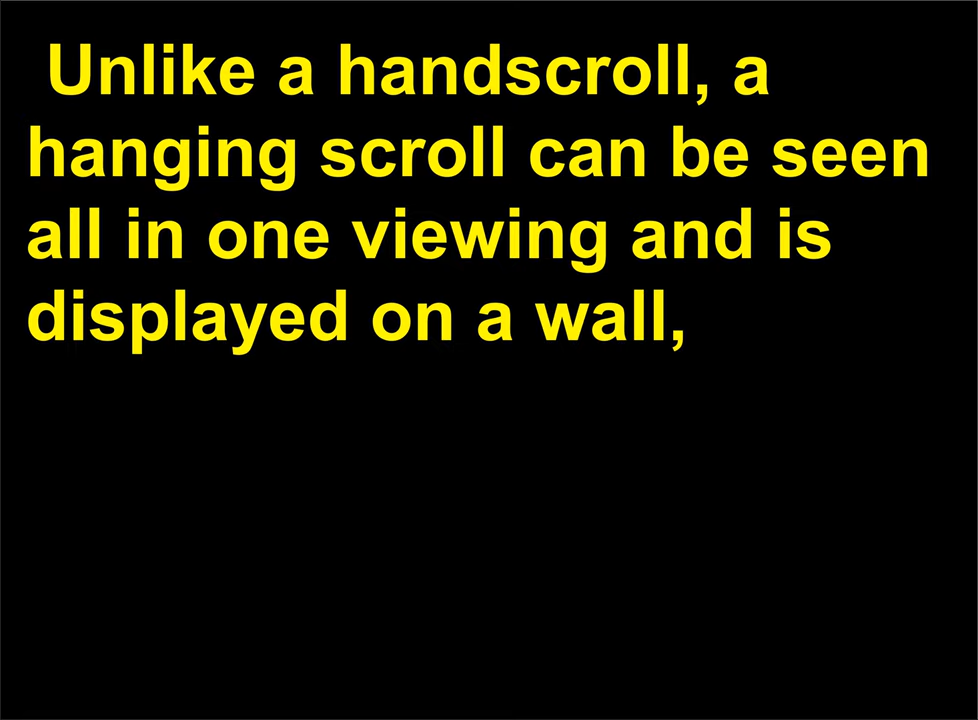 Unlike a handscroll, a
hanging scroll can be seen
all in one viewing and is
displayed on a wall,